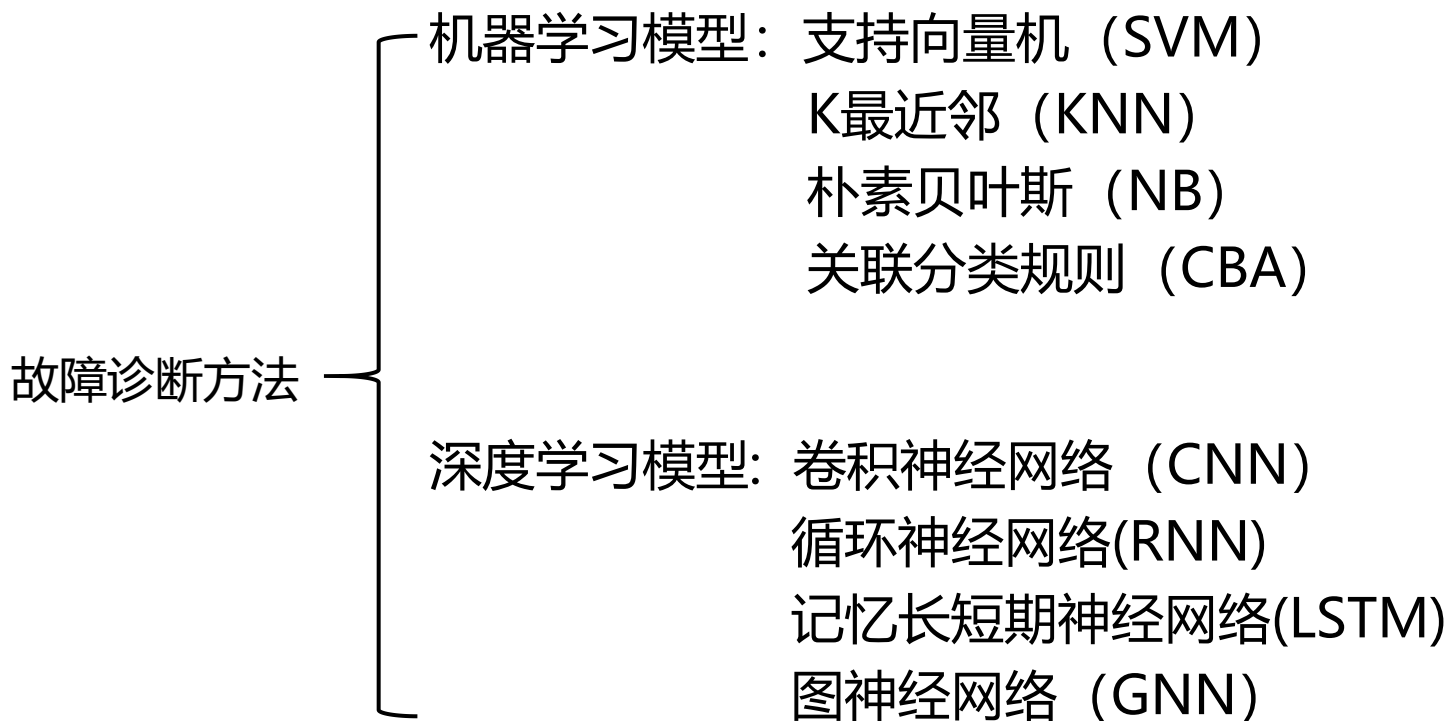 机器学习模型：支持向量机（SVM）
K最近邻（KNN）
朴素贝叶斯（NB）
关联分类规则（CBA）
故障诊断方法
深度学习模型：卷积神经网络（CNN）
循环神经网络(RNN)
记忆长短期神经网络(LSTM)
图神经网络（GNN）